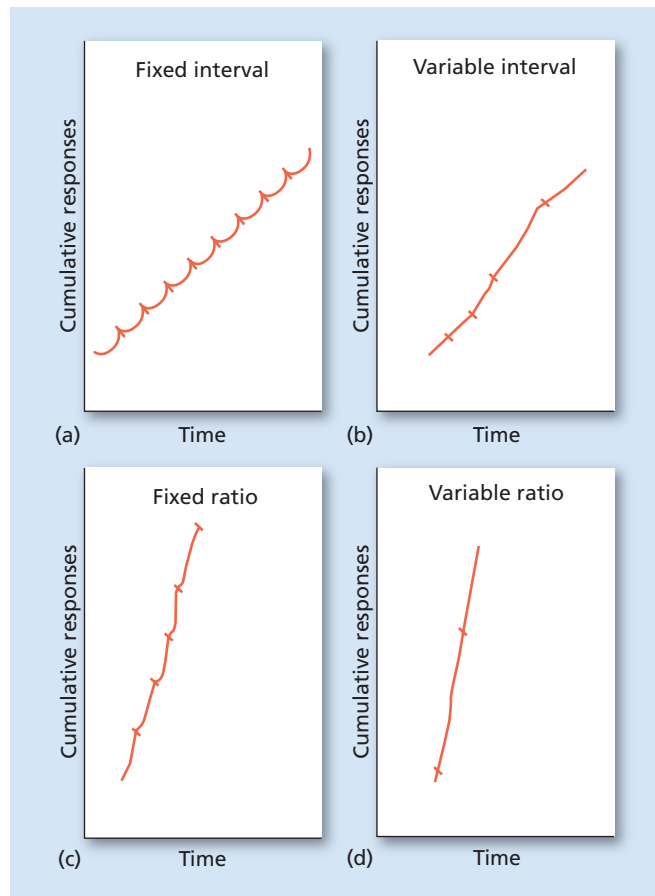 Fixed interval
Cumulative responses
(a)
Time
Variable interval
Cumulative responses
(b)
Time
Fixed ratio
Cumulative responses
(c)
Time
Variable ratio
Cumulative responses
(d)
Time